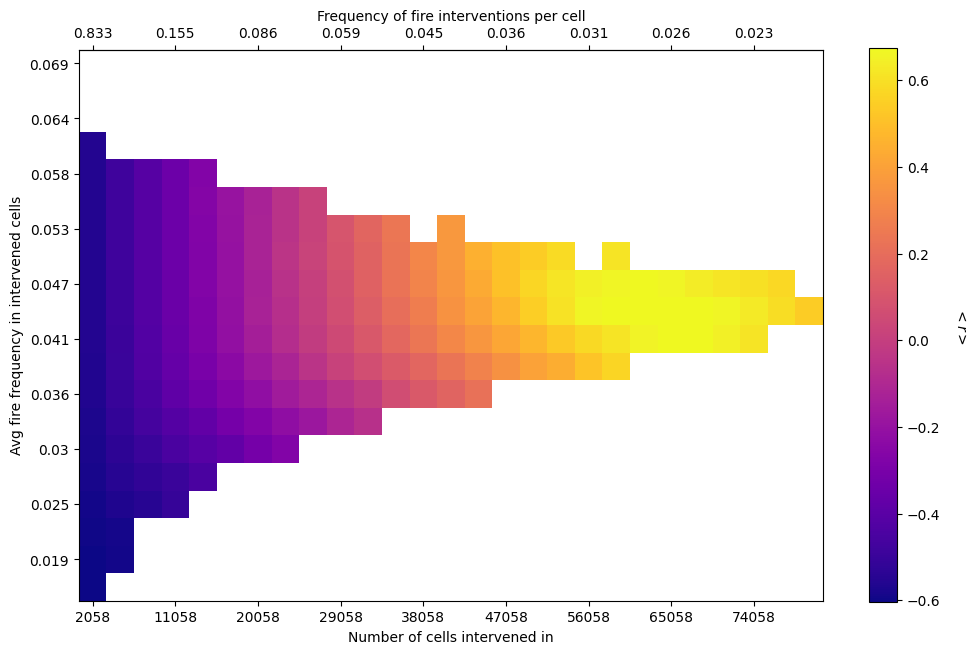 Frequency of fire interventions per cell
0.833 0.155 0.086 0.059 0.045 0.036 0.031 0.026 0.023
0.069
0.064
0.058
0.053
0.047
0.041
0.036
0.03
0.025
0.019
Avg fire frequency in intervened cells
2058 11058 20058 29058 38058 47058 56058 65058 74058
Number of cells intervened in
0.6
0.4
0.2
0.0
−0.2
−0.4
−0.6
< r >